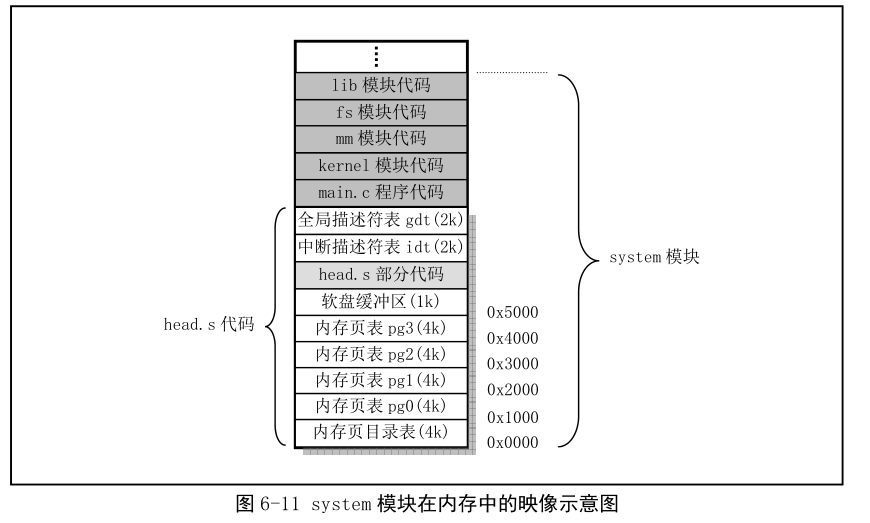 ⋮
lib 模块代码
fs 模块代码
mm 模块代码
kernel 模块代码
main.c 程序代码
全局描述符表 gdt(2k)
中断描述符表 idt(2k)
system 模块
head.s 部分代码
软盘缓冲区(1k)
0x5000
head.s 代码
内存页表 pg3(4k)
0x4000
内存页表 pg2(4k)
0x3000
内存页表 pg1(4k)
0x2000
内存页表 pg0(4k)
0x1000
内存页目录表(4k)
0x0000
图 6-11 system 模块在内存中的映像示意图